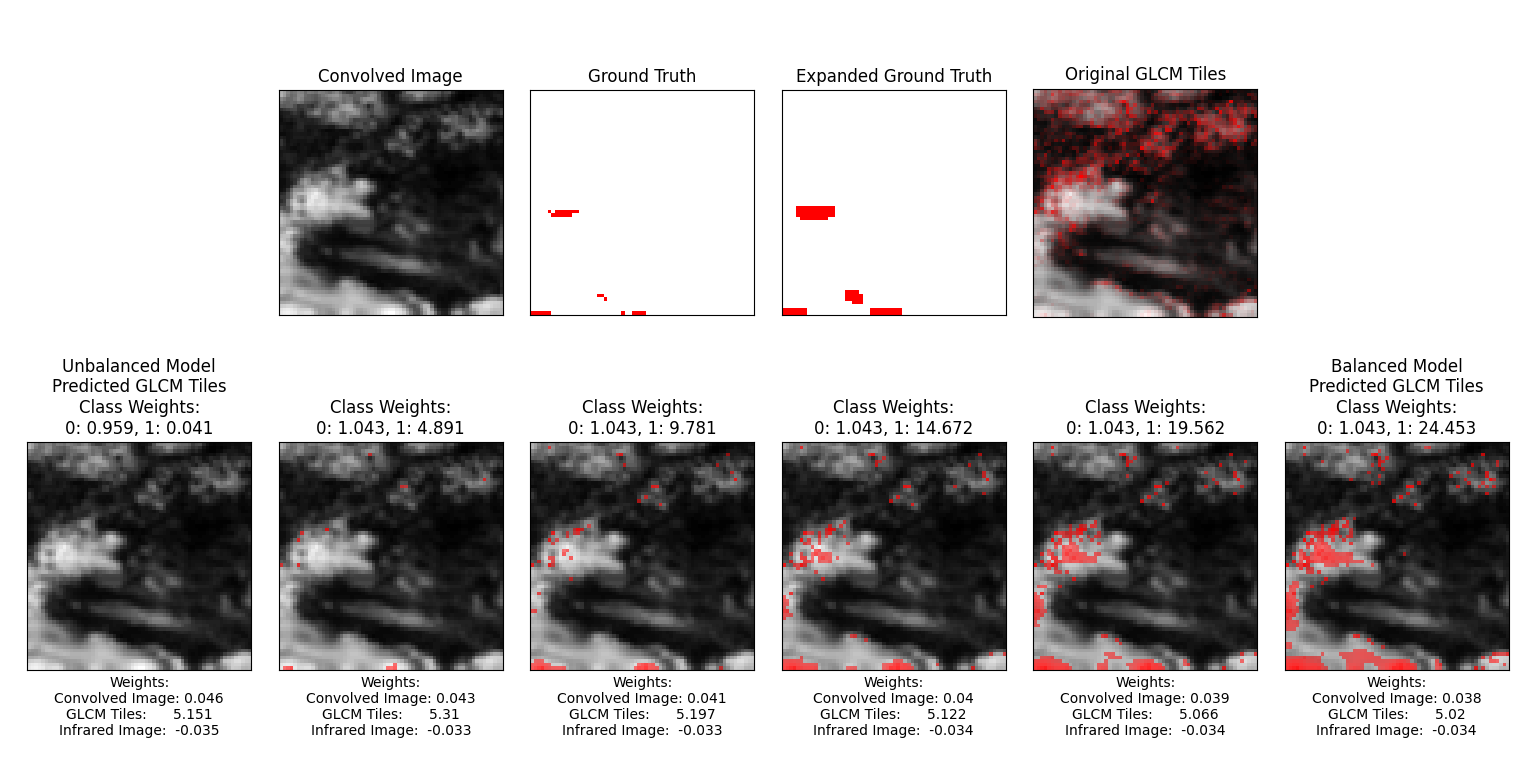 Convolved Image
Ground Truth
Expanded Ground Truth
Original GLCM Tiles
Unbalanced Model
Predicted GLCM Tiles
Class Weights:
0: 0.959, 1: 0.041
Class Weights:
0: 1.043, 1: 4.891
Class Weights:
0: 1.043, 1: 9.781
Class Weights:
0: 1.043, 1: 14.672
Class Weights:
0: 1.043, 1: 19.562
Balanced Model
Predicted GLCM Tiles
Class Weights:
0: 1.043, 1: 24.453
Weights:
Convolved Image: 0.046
GLCM Tiles: 5.151
Infrared Image: -0.035
Weights:
Convolved Image: 0.043
GLCM Tiles: 5.31
Infrared Image: -0.033
Weights:
Convolved Image: 0.041
GLCM Tiles: 5.197
Infrared Image: -0.033
Weights:
Convolved Image: 0.04
GLCM Tiles: 5.122
Infrared Image: -0.034
Weights:
Convolved Image: 0.039
GLCM Tiles: 5.066
Infrared Image: -0.034
Weights:
Convolved Image: 0.038
GLCM Tiles: 5.02
Infrared Image: -0.034